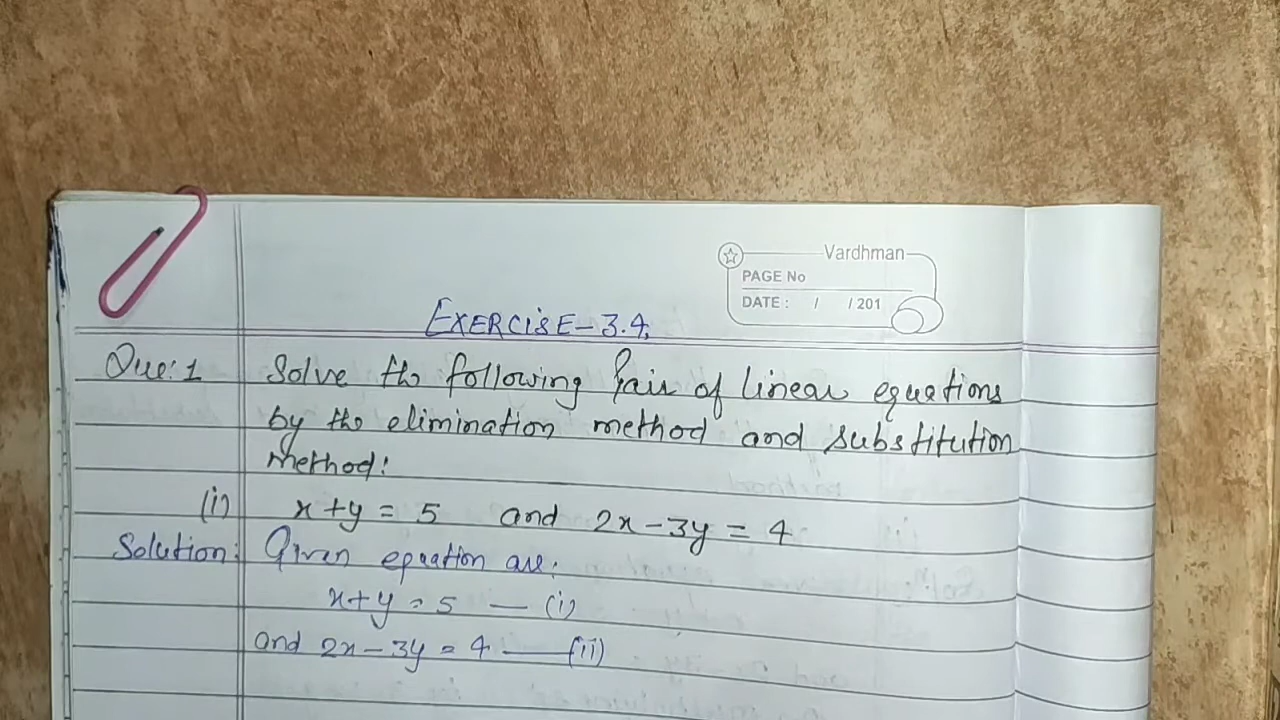 Vardhman
PAGE No
DATE : / / 201
EXERCISE-3.4.
Que:1 Solve the following Pair of linear equations
by the elimination method and substitution
method:
(i) x+y = 5 and 2x-3y = 4
Solution: Given equation are:
x+y = 5 — (i)
and 2x-3y = 4 — (ii)